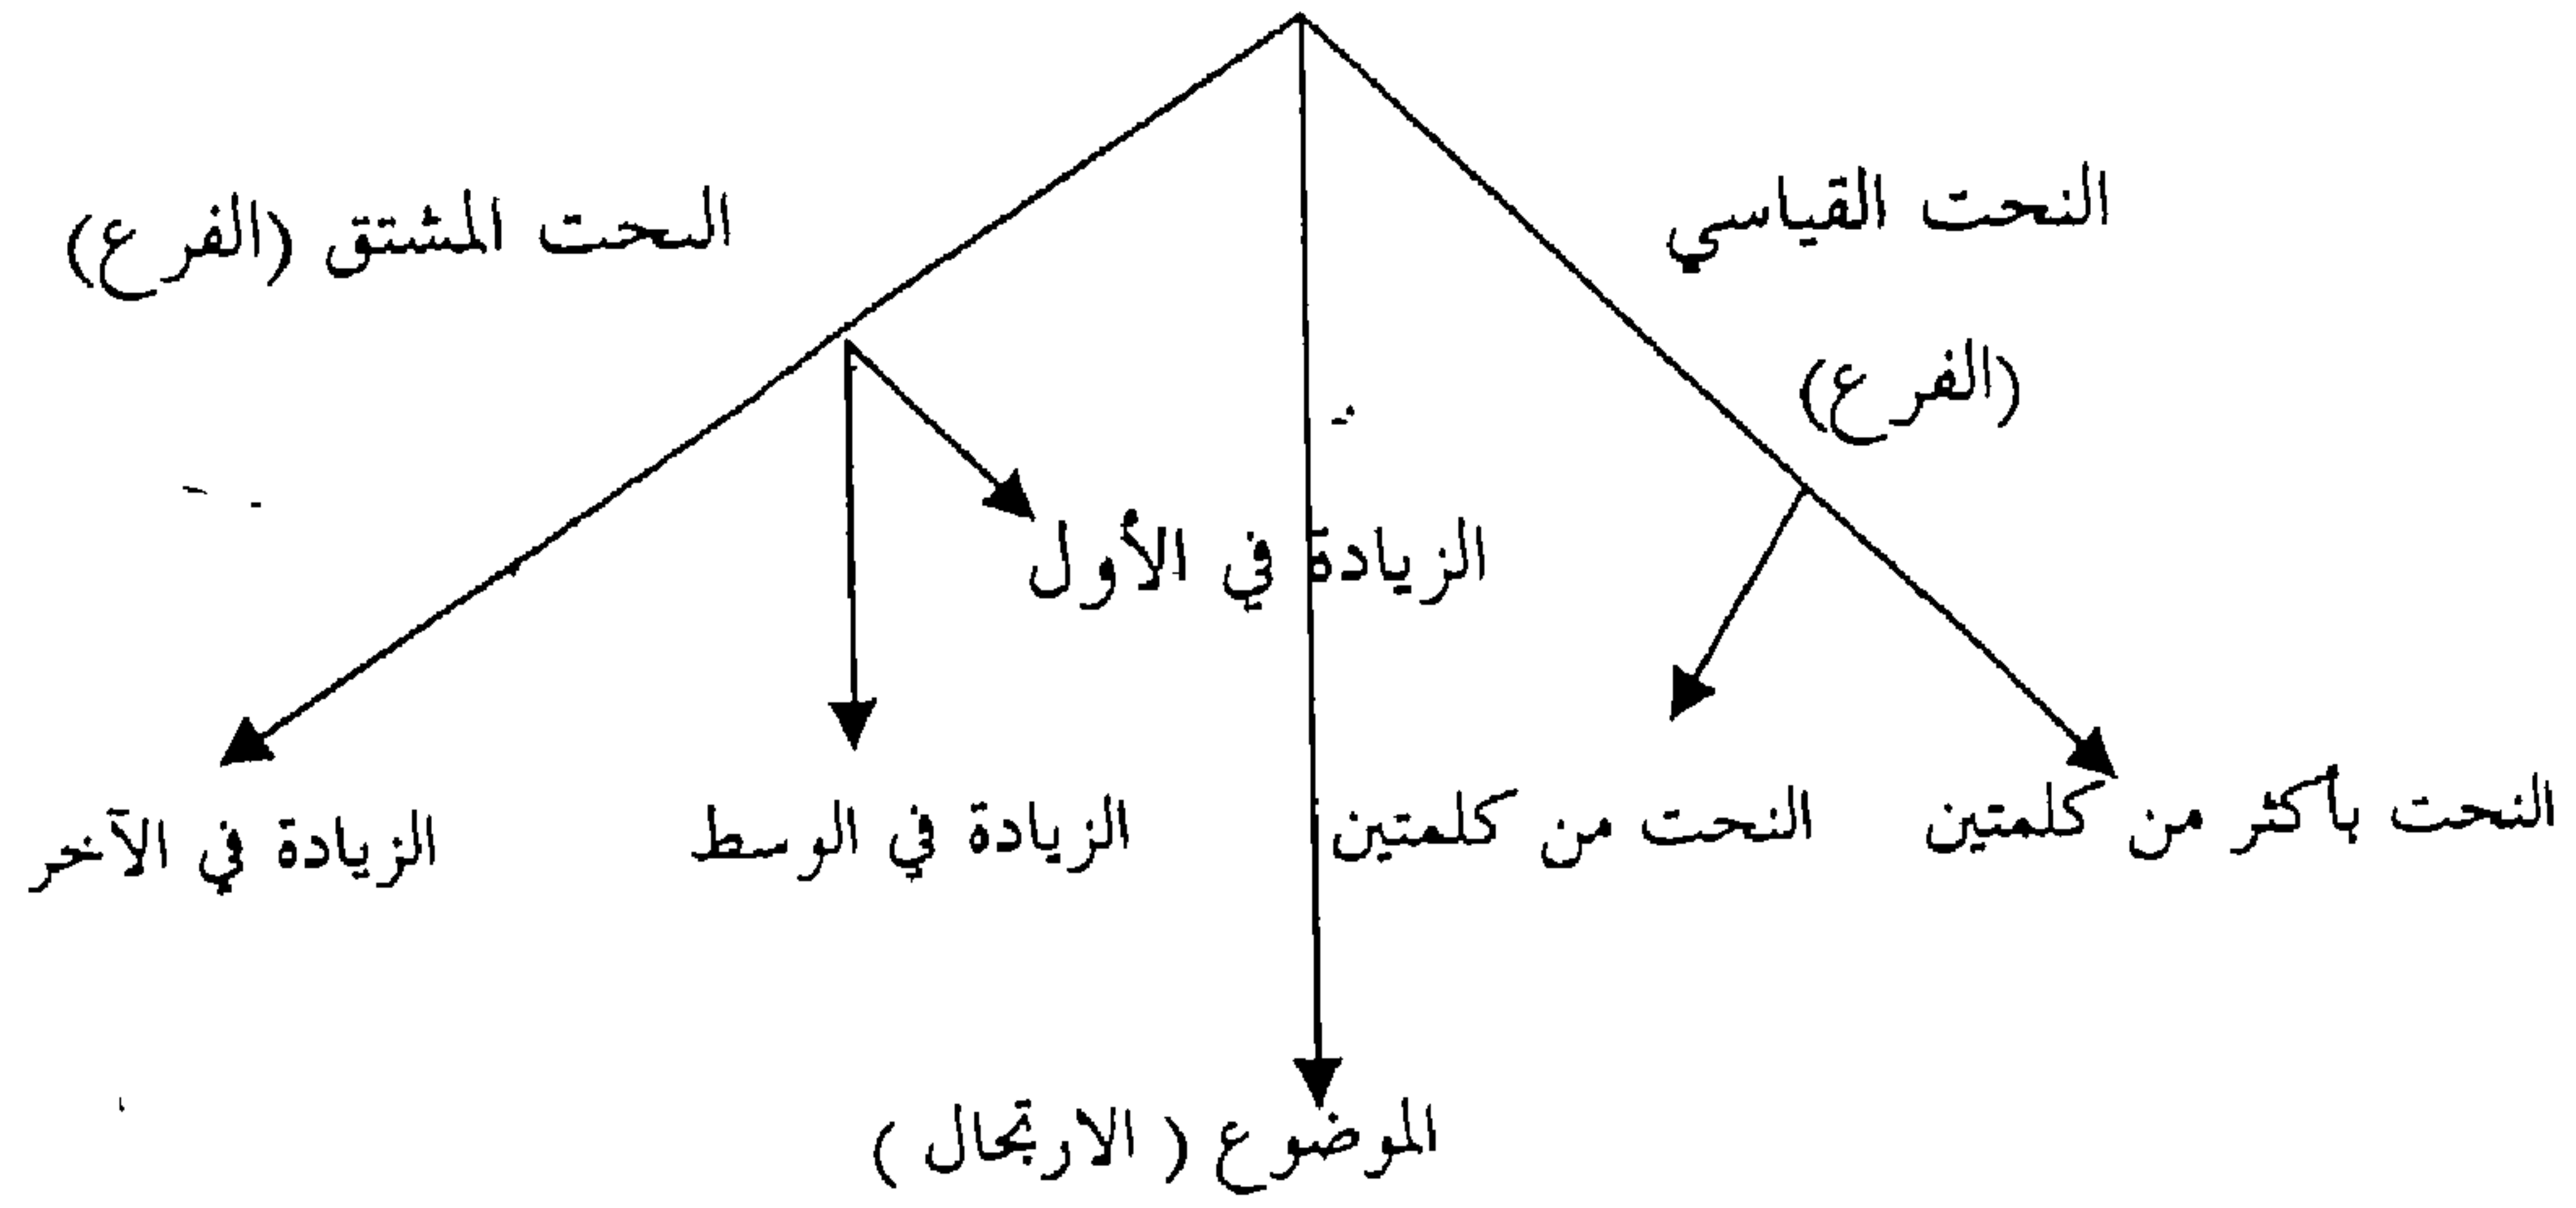 النحت القياسي
النحت المشتق (الفرع)
(الفرع)
الزيادة في الأول
النحت بأكثر من كلمتين
النحت من كلمتين
الزيادة في الوسط
الزيادة في الآخر
الموضوع ( الارتجال )